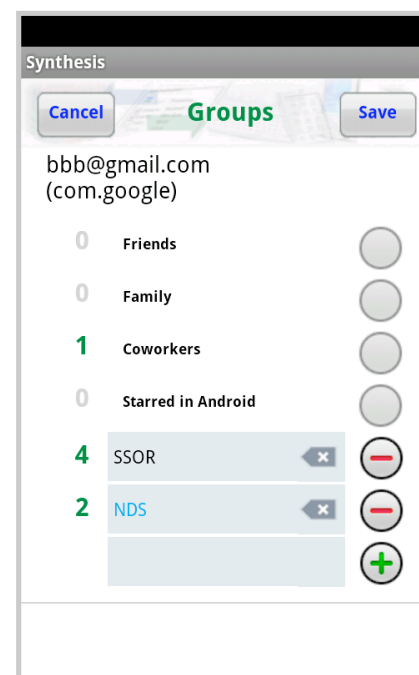 Synthesis
Cancel Groups Save
bbb@gmail.com
(com.google)
0 Friends
0 Family
1 Coworkers
0 Starred in Android
4 SSOR
2 NDS